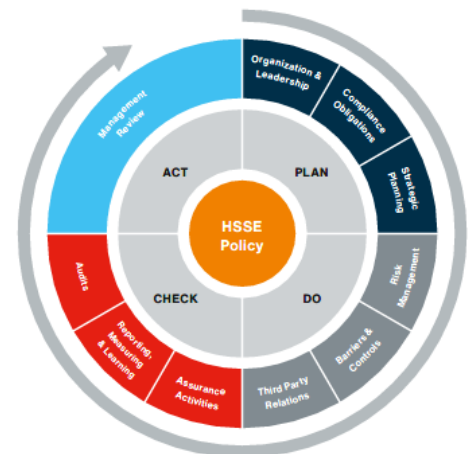 Organization &
Leadership
Compliance
Obligations
Strategic
Planning
Risk
Management
Barriers &
Controls
Third Party
Relations
Assurance
Activities
Reporting,
Measuring
& Learning
Audits
Management
Review
ACT
PLAN
HSSE
Policy
CHECK
DO